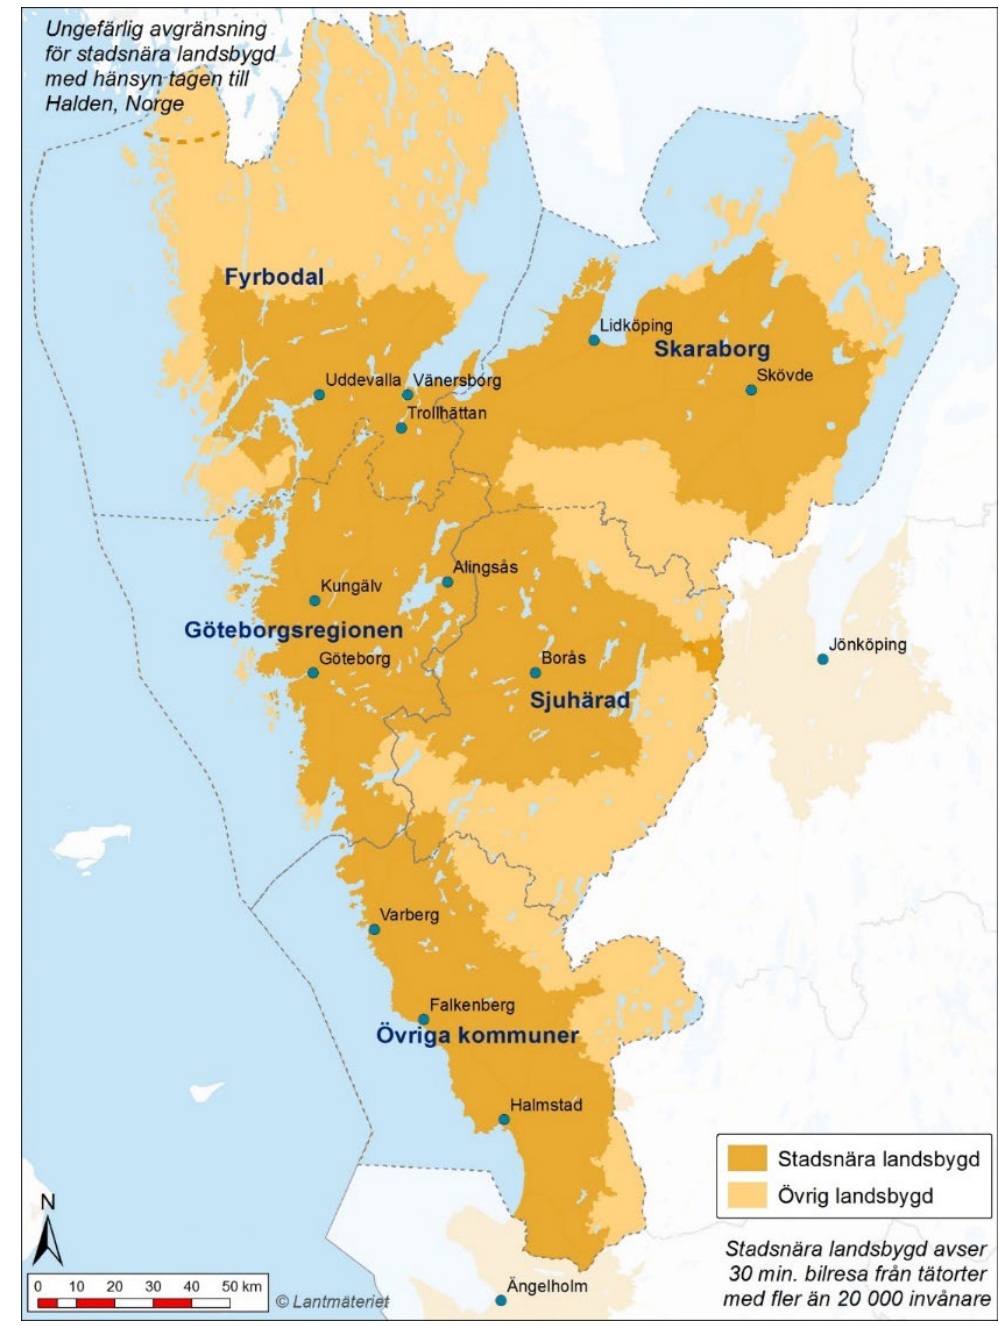 Ungefärlig avgränsning
för stadsnära landsbygd
med hänsyn tagen till
Halden, Norge
Fyrbodal
Lidköping
Skaraborg
Skövde
Uddevalla
Vänersborg
Trollhättan
Alingsås
Kungälv
Göteborgsregionen
Göteborg
Borås
Jönköping
Sjuhärad
Varberg
Falkenberg
Övriga kommuner
Halmstad
Stadsnära landsbygd
Övrig landsbygd
N
Stadsnära landsbygd avser
30 min. bilresa från tätorter
med fler än 20 000 invånare
0 10 20 30 40 50 km
© Lantmäteriet
Ängelholm